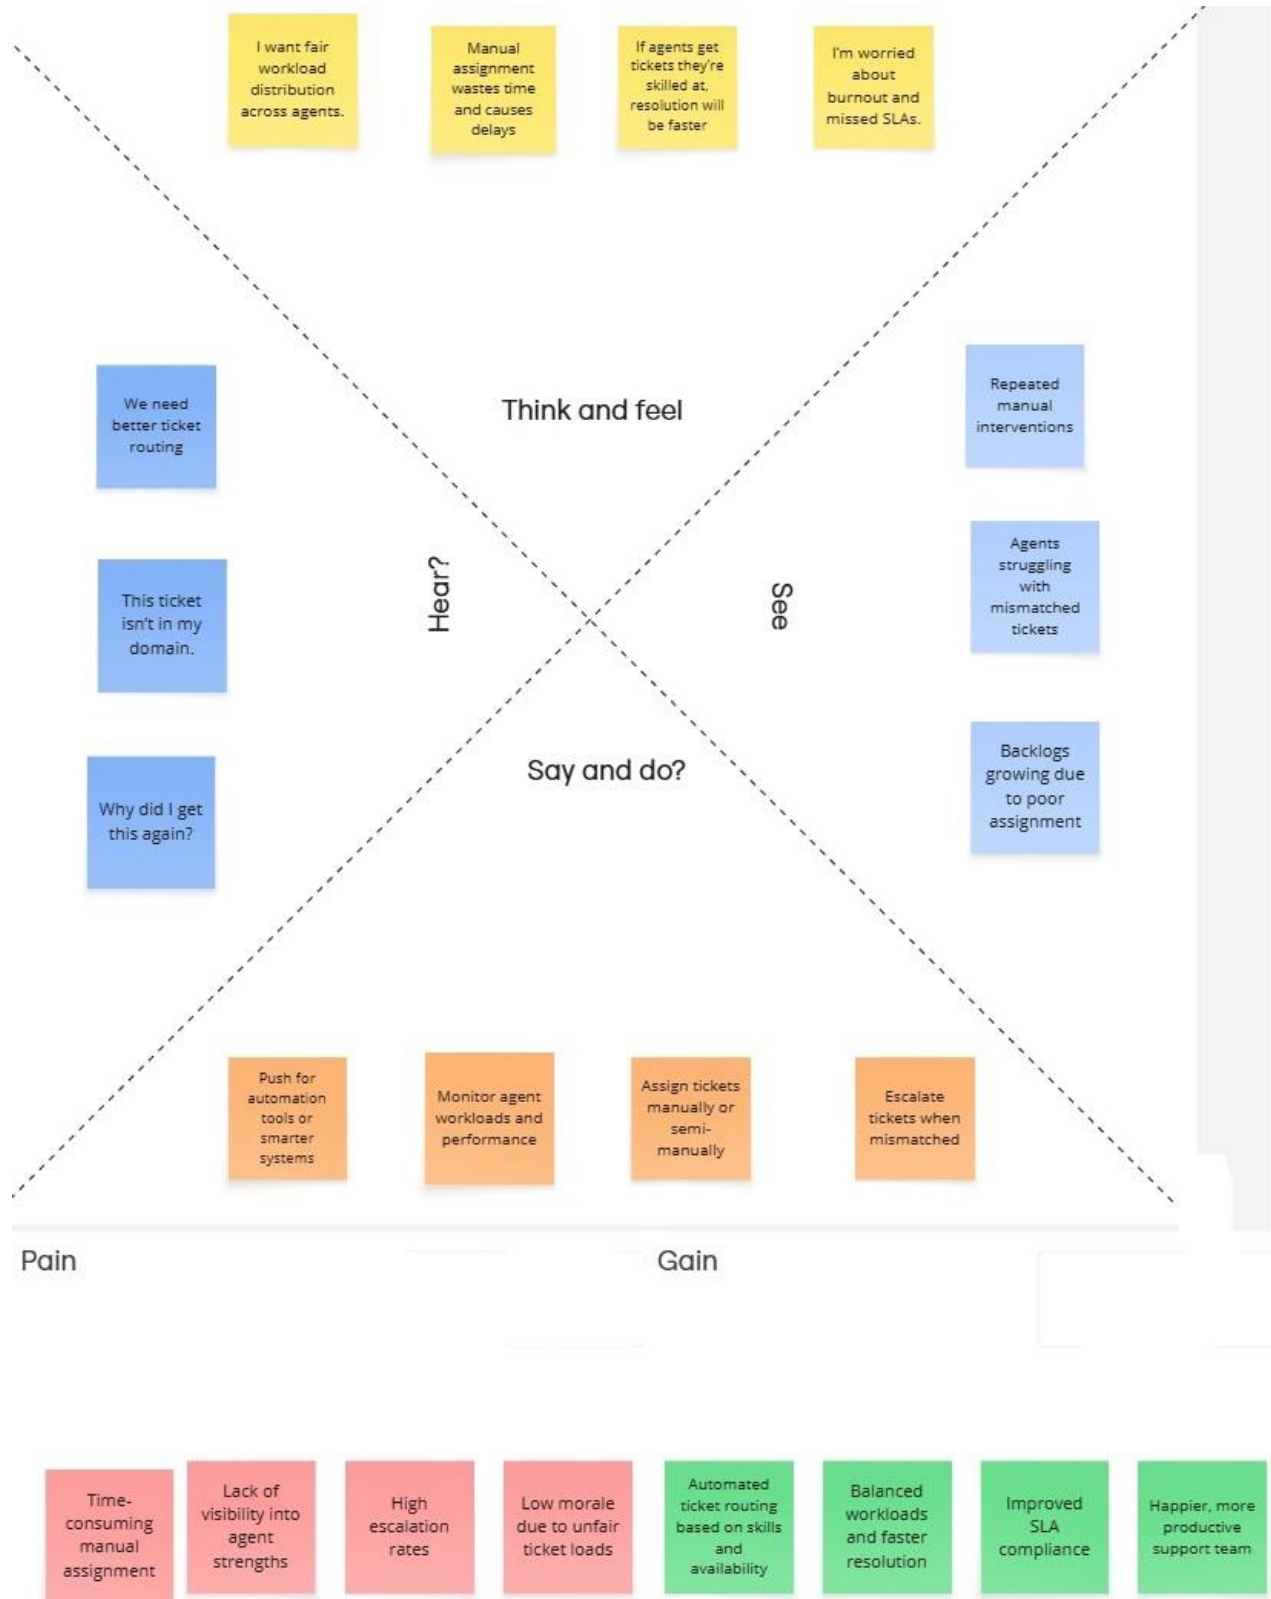 I want fair
workload
distribution
across agents.
Manual
assignment
wastes time
and causes
delays
If agents get
tickets they're
skilled at,
resolution will
be faster
I'm worried
about
burnout and
missed SLAs.
Think and feel
We need
better ticket
routing
This ticket
isn't in my
domain.
Why did I get
this again?
Hear?
See
Repeated
manual
interventions
Agents
struggling
with
mismatched
tickets
Backlogs
growing due
to poor
assignment
Say and do?
Push for
automation
tools or
smarter
systems
Monitor agent
workloads and
performance
Assign tickets
manually or
semi-
manually
Escalate
tickets when
mismatched
Pain
Time-
consuming
manual
assignment
Lack of
visibility into
agent
strengths
High
escalation
rates
Low morale
due to unfair
ticket loads
Gain
Automated
ticket routing
based on skills
and
availability
Balanced
workloads
and faster
resolution
Improved
SLA
compliance
Happier, more
productive
support team